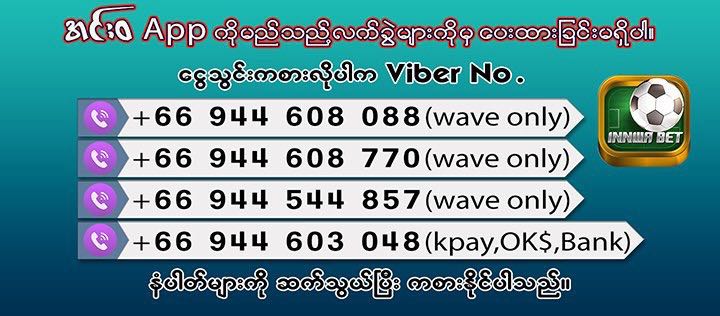 အင်းဝ App ကိုမည်သည့်လက်ခွဲများကိုမှ ပေးထားခြင်းမရှိပါ။
ငွေသွင်းကစားလိုပါက Viber No.
+66 944 608 088(wave only)
+66 944 608 770(wave only)
+66 944 544 857(wave only)
+66 944 603 048(kpay,OK$,Bank)
INNWA BET
နံပါတ်များကို ဆက်သွယ်ပြီး ကစားနိုင်ပါသည်။